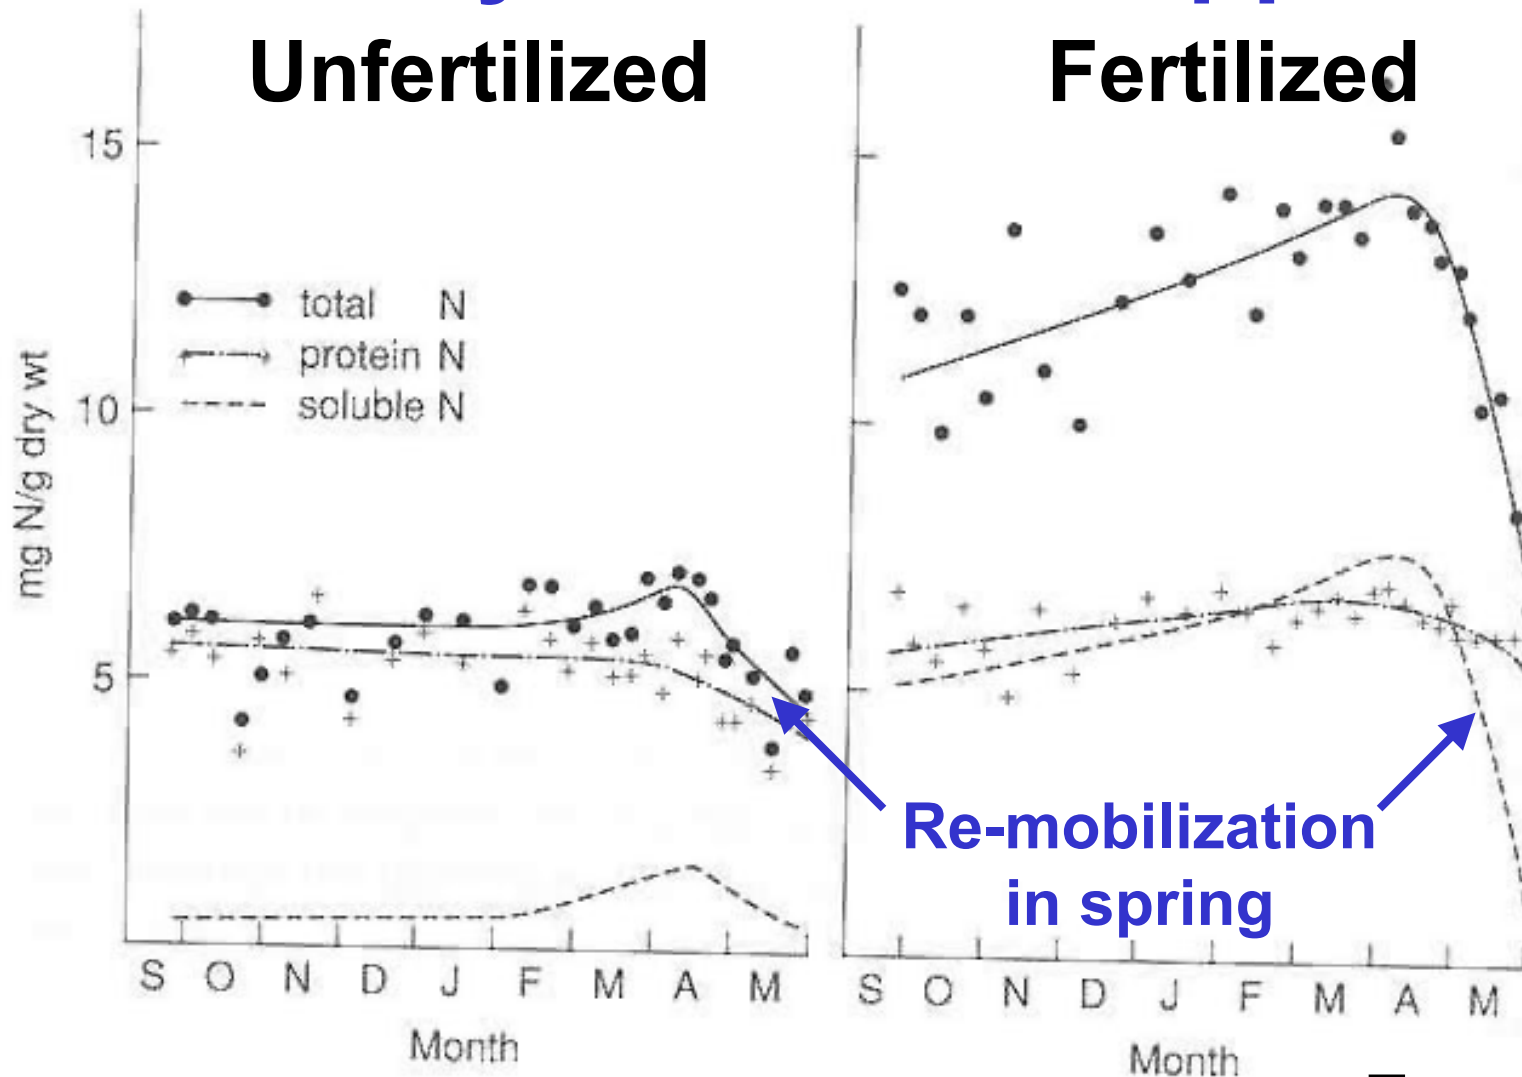 Unfertilized
Fertilized
15
10
5
mg N/g dry wt
total N
protein N
soluble N
Re-mobilization
in spring
S O N D J F M A M
Month
S O N D J F M A M
Month